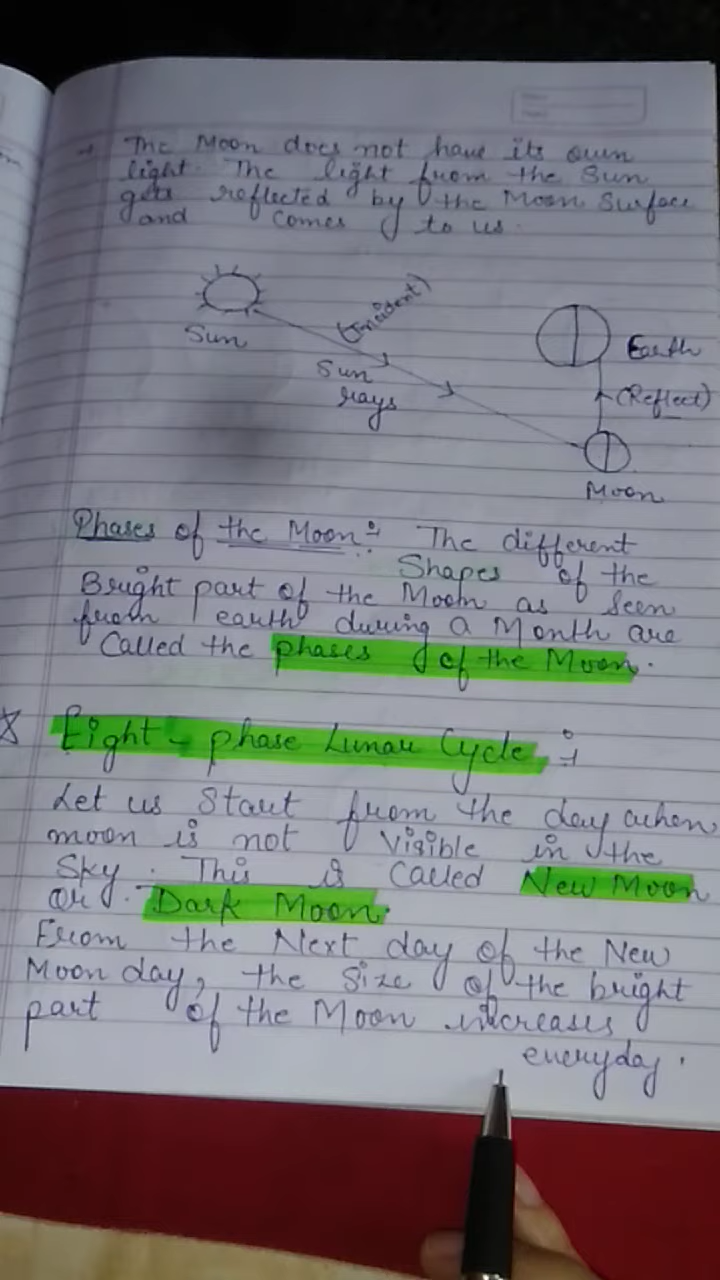 → The Moon does not have its own
light. The light from the Sun
gets reflected by the Moon Surface
and comes to us.
(Incident)
Sun
Sun
rays
Earth
(Reflect)
Moon
Phases of the Moon :- The different
Shapes of the
Bright part of the Moon as seen
from earth during a Month are
Called the phases of the Moon.
Eight - phase Lunar Cycle :-
Let us Start from the day when
moon is not Visible in the
Sky. This is Called New Moon
or Dark Moon.
From the Next day of the New
Moon day, the Size of the bright
part of the Moon increases
everyday.